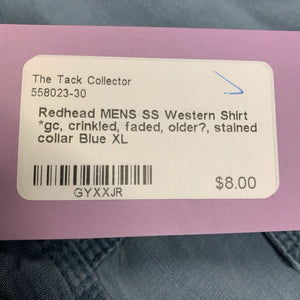 The Tack Collector
558023-30
Redhead MENS SS Western Shirt
*gc, crinkled, faded, older?, stained
collar Blue XL
GYXXJR
$8.00